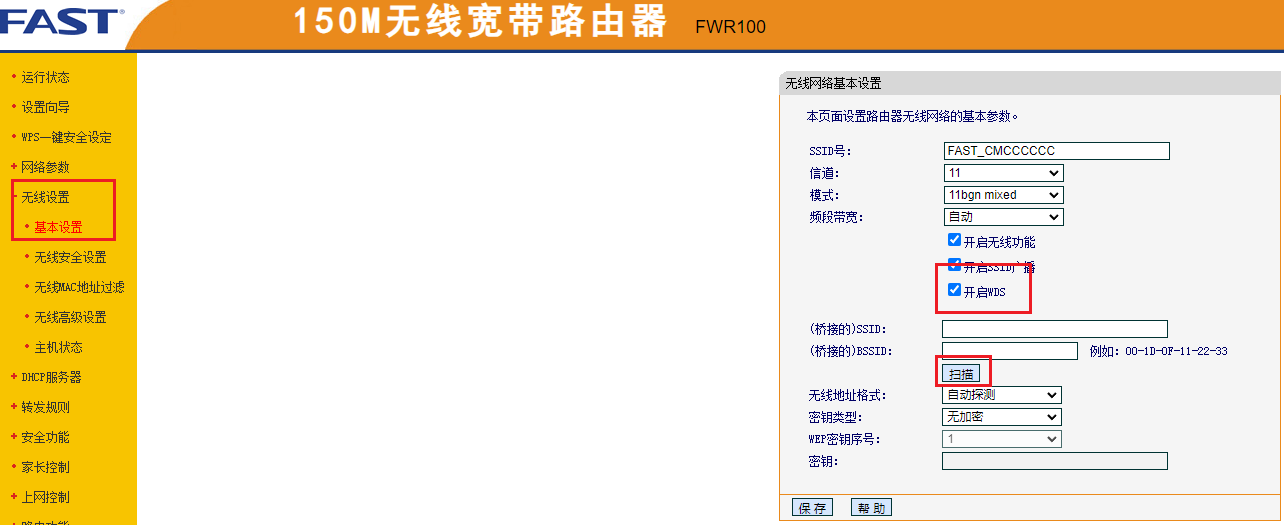 FAST®
150M无线宽带路由器 FWR100
运行状态
设置向导
WPS一键安全设定
网络参数
无线设置
基本设置
无线安全设置
无线MAC地址过滤
无线高级设置
主机状态
DHCP服务器
转发规则
安全功能
家长控制
上网控制
路由功能
无线网络基本设置
本页面设置路由器无线网络的基本参数。
SSID号: FAST_CMCCCCCC
信道: 11
模式: 11bgn mixed
频段带宽: 自动
开启无线功能
开启SSID广播
开启WDS
(桥接的)SSID:
(桥接的)BSSID: 例如: 00-1D-0F-11-22-33
扫描
无线地址格式: 自动探测
密钥类型: 无加密
WEP密钥序号: 1
密钥:
保存 帮助